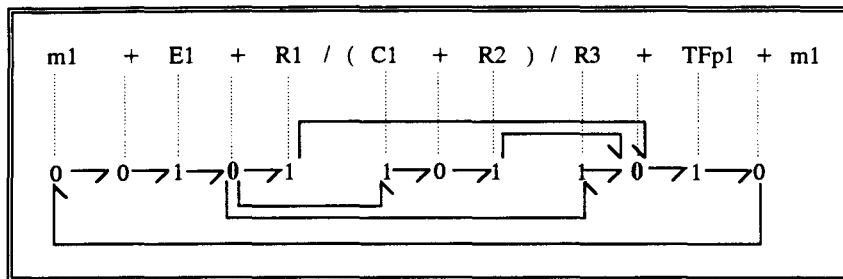 m1 + E1 + R1 / ( C1 + R2 ) / R3 + TFp1 + m1
0 0 1 0 1 1 0 1 1 0 1 0